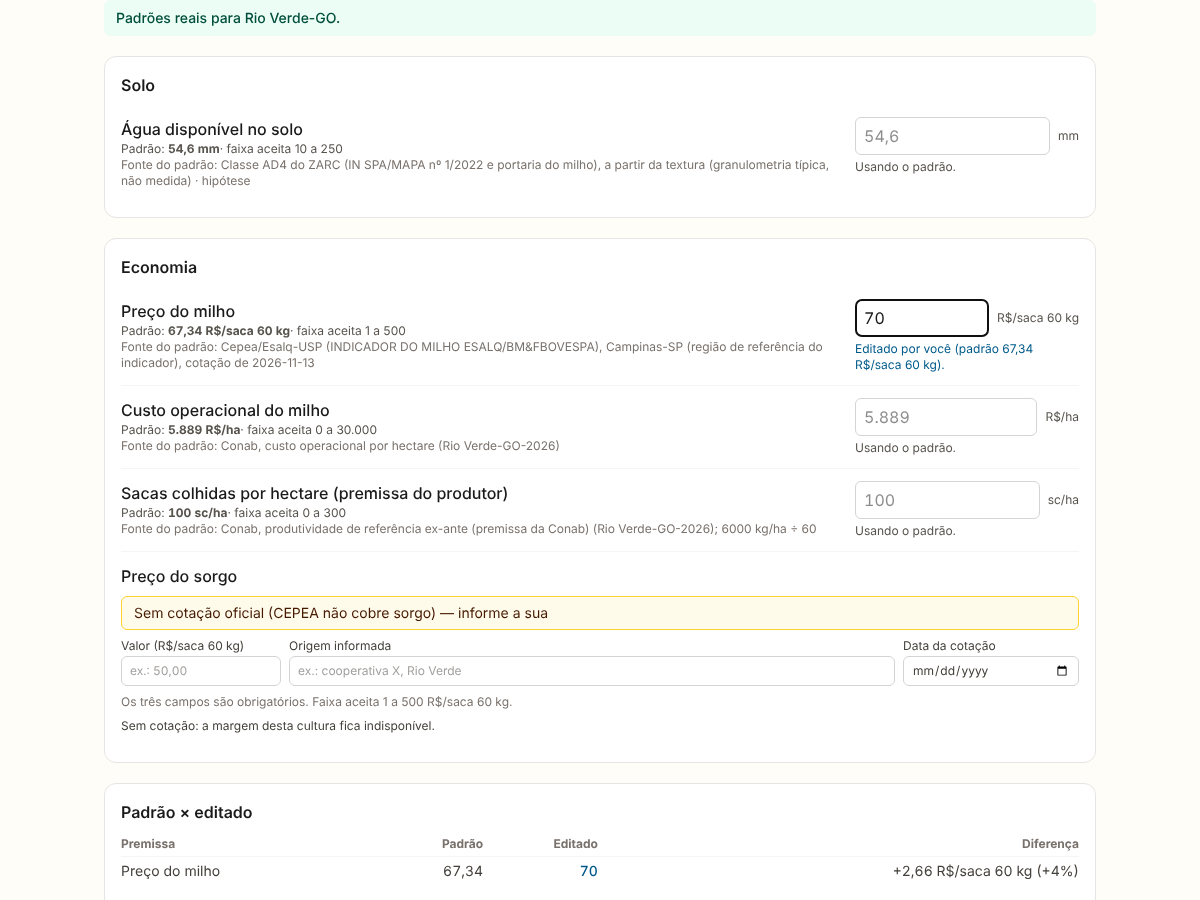 Padrões reais para Rio Verde-GO.
Solo
Água disponível no solo
Padrão: 54,6 mm· faixa aceita 10 a 250
Fonte do padrão: Classe AD4 do ZARC (IN SPA/MAPA nº 1/2022 e portaria do milho), a partir da textura (granulometria típica,
não medida) · hipótese
54,6 mm
Usando o padrão.
Economia
Preço do milho
Padrão: 67,34 R$/saca 60 kg· faixa aceita 1 a 500
Fonte do padrão: Cepea/Esalq-USP (INDICADOR DO MILHO ESALQ/BM&FBOVESPA), Campinas-SP (região de referência do
indicador), cotação de 2026-11-13
70 R$/saca 60 kg
Editado por você (padrão 67,34
R$/saca 60 kg).
Custo operacional do milho
Padrão: 5.889 R$/ha· faixa aceita 0 a 30.000
Fonte do padrão: Conab, custo operacional por hectare (Rio Verde-GO-2026)
5.889 R$/ha
Usando o padrão.
Sacas colhidas por hectare (premissa do produtor)
Padrão: 100 sc/ha· faixa aceita 0 a 300
Fonte do padrão: Conab, produtividade de referência ex-ante (premissa da Conab) (Rio Verde-GO-2026); 6000 kg/ha ÷ 60
100 sc/ha
Usando o padrão.
Preço do sorgo
Sem cotação oficial (CEPEA não cobre sorgo) — informe a sua
Valor (R$/saca 60 kg) Origem informada Data da cotação
ex.: 50,00 ex.: cooperativa X, Rio Verde mm/dd/yyyy
Os três campos são obrigatórios. Faixa aceita 1 a 500 R$/saca 60 kg.
Sem cotação: a margem desta cultura fica indisponível.
Padrão × editado
Premissa Padrão Editado Diferença
Preço do milho 67,34 70 +2,66 R$/saca 60 kg (+4%)